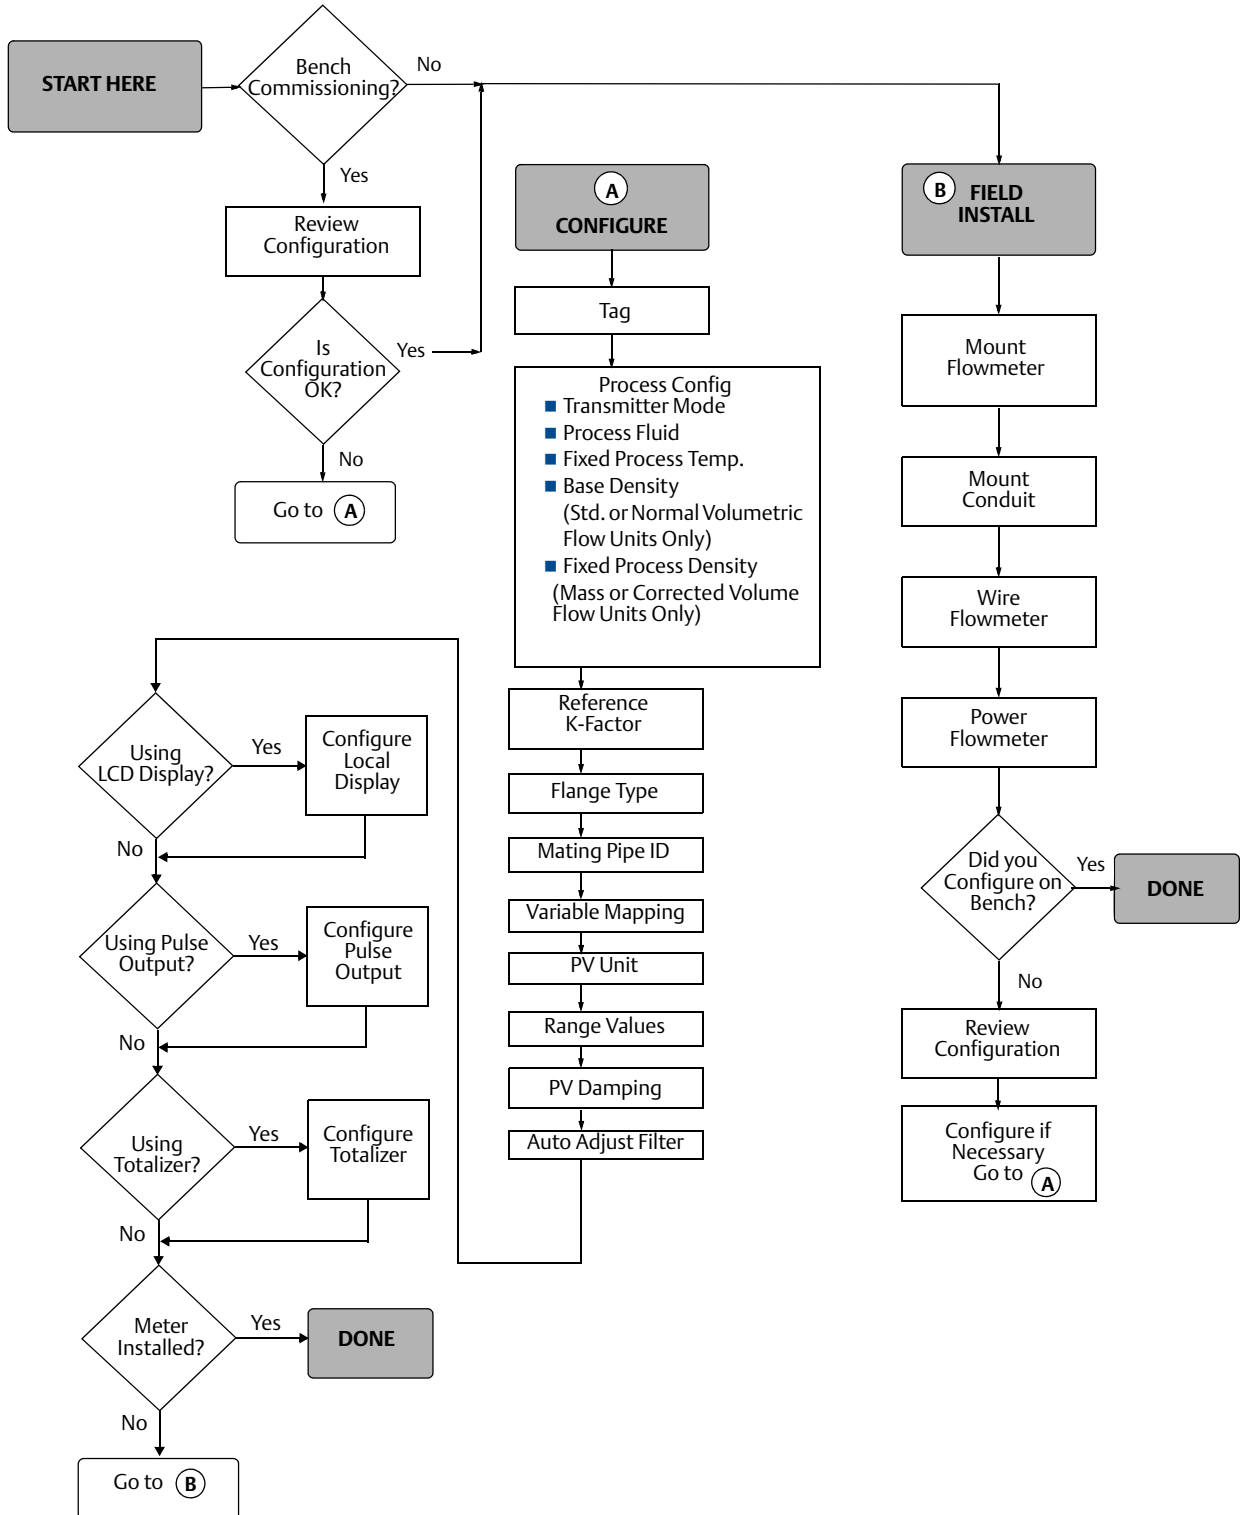 START HERE
Bench
Commissioning?
No
Yes
Review
Configuration
Is
Configuration
OK?
Yes
No
Go to A
A
CONFIGURE
Tag
Process Config
Transmitter Mode
Process Fluid
Fixed Process Temp.
Base Density
(Std. or Normal Volumetric
Flow Units Only)
Fixed Process Density
(Mass or Corrected Volume
Flow Units Only)
Reference
K-Factor
Flange Type
Mating Pipe ID
Variable Mapping
PV Unit
Range Values
PV Damping
Auto Adjust Filter
Using
LCD Display?
Yes
Configure
Local
Display
No
Using Pulse
Output?
Yes
Configure
Pulse
Output
No
Using
Totalizer?
Yes
Configure
Totalizer
No
Meter
Installed?
Yes
DONE
No
Go to B
B FIELD
INSTALL
Mount
Flowmeter
Mount
Conduit
Wire
Flowmeter
Power
Flowmeter
Did you
Configure on
Bench?
Yes
DONE
No
Review
Configuration
Configure if
Necessary
Go to A